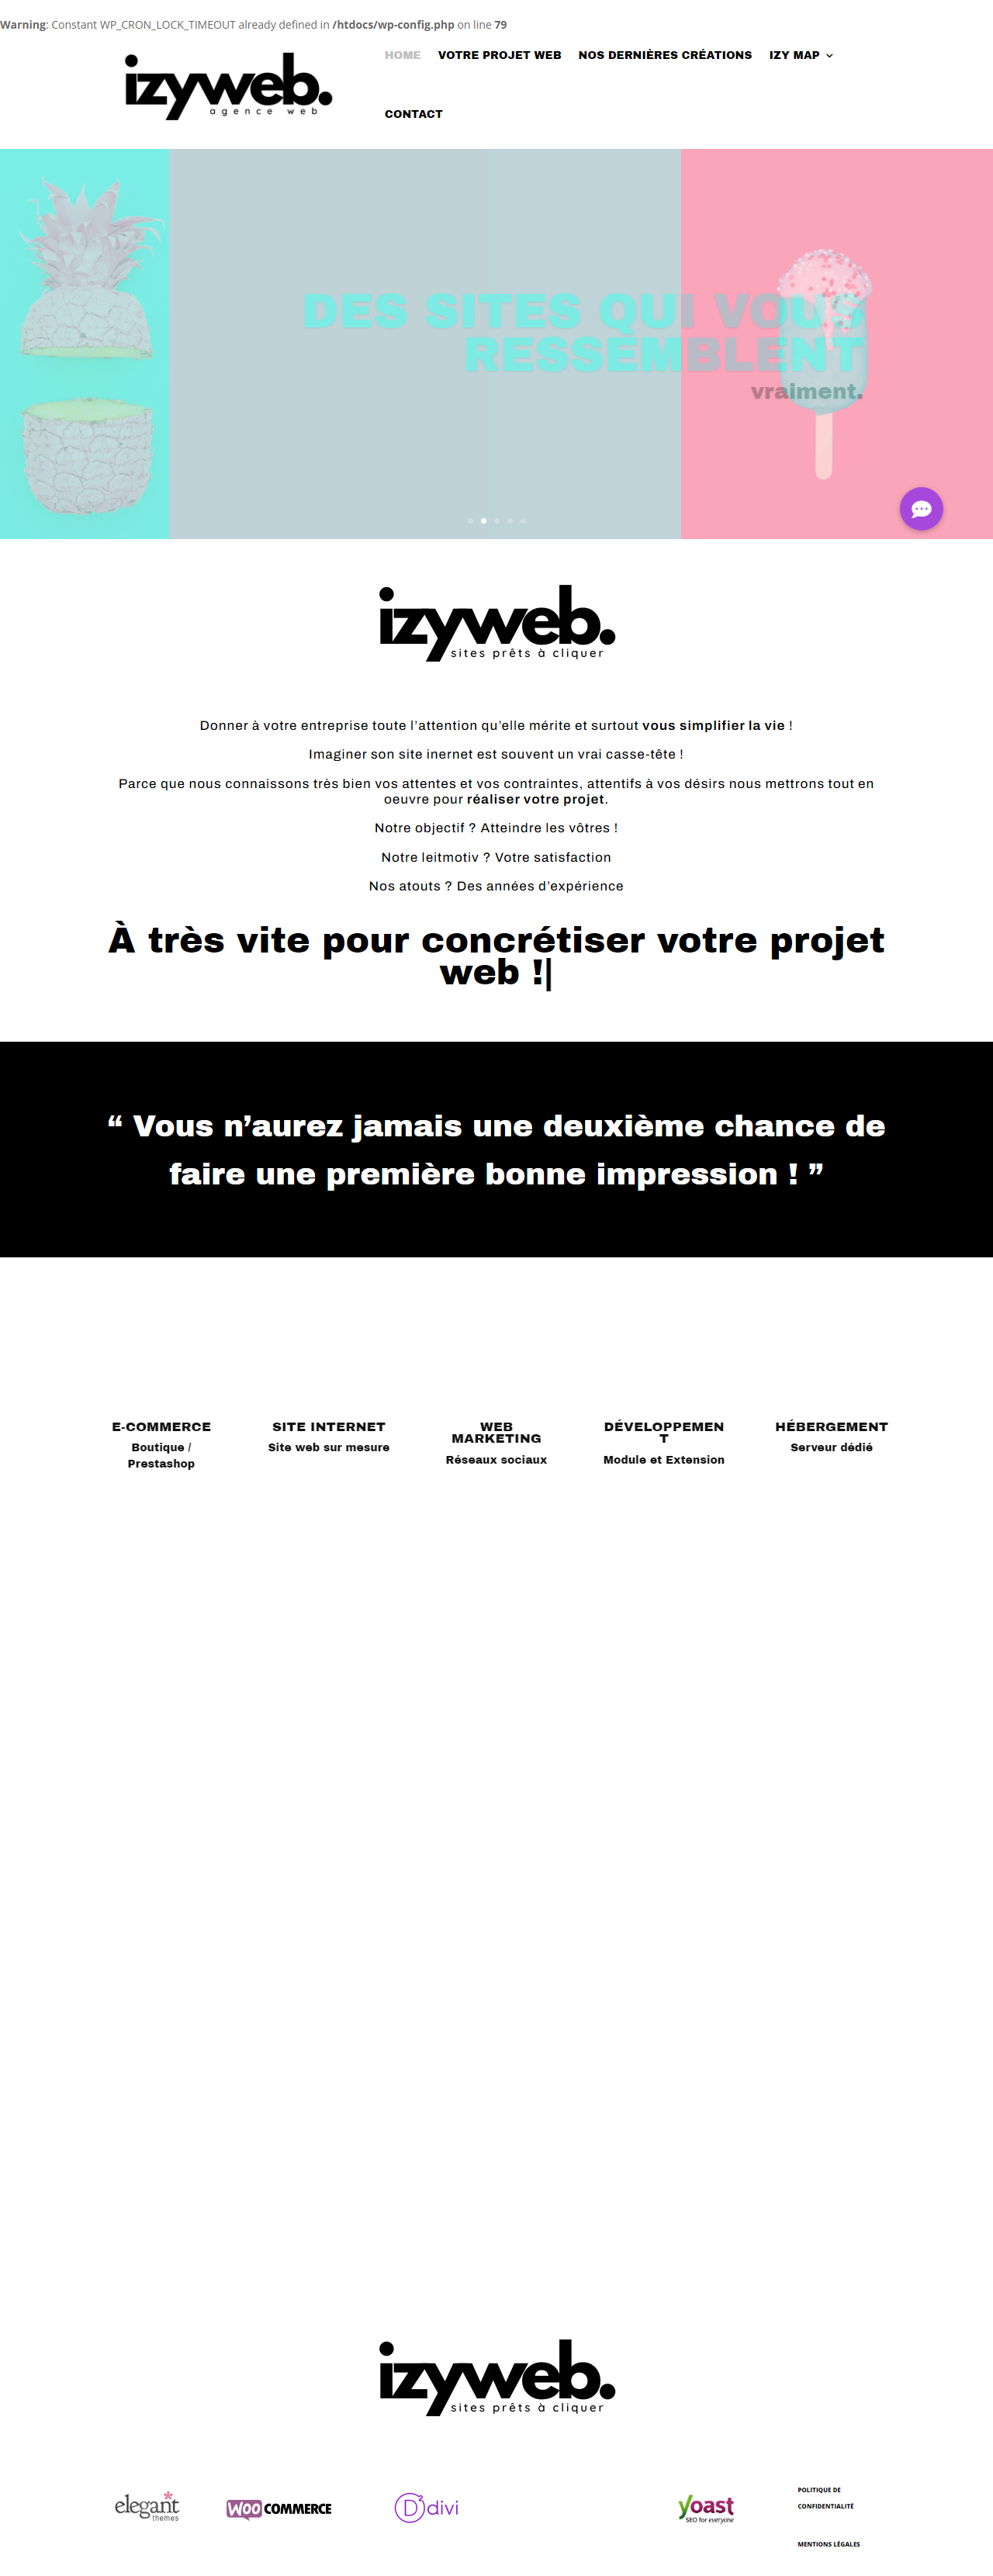 Warning: Constant WP_CRON_LOCK_TIMEOUT already defined in /htdocs/wp-config.php on line 79
izyweb.
agence web
HOME VOTRE PROJET WEB NOS DERNIÈRES CRÉATIONS IZY MAP
CONTACT
DES SITES QUI VOUS
RESSEMBLENT
vraiment.
izyweb.
sites prêts à cliquer
Donner à votre entreprise toute l'attention qu'elle mérite et surtout vous simplifier la vie !
Imaginer son site inernet est souvent un vrai casse-tête !
Parce que nous connaissons très bien vos attentes et vos contraintes, attentifs à vos désirs nous mettrons tout en
oeuvre pour réaliser votre projet.
Notre objectif ? Atteindre les vôtres !
Notre leitmotiv ? Votre satisfaction
Nos atouts ? Des années d'expérience
À très vite pour concrétiser votre projet
web !|
“ Vous n'aurez jamais une deuxième chance de
faire une première bonne impression ! ”
E-COMMERCE
Boutique /
Prestashop
SITE INTERNET
Site web sur mesure
WEB
MARKETING
Réseaux sociaux
DÉVELOPPEMEN
T
Module et Extension
HÉBERGEMENT
Serveur dédié
izyweb.
sites prêts à cliquer
elegant
themes
WOO COMMERCE
D divi
yoast
SEO for everyone
POLITIQUE DE
CONFIDENTIALITÉ
MENTIONS LÉGALES